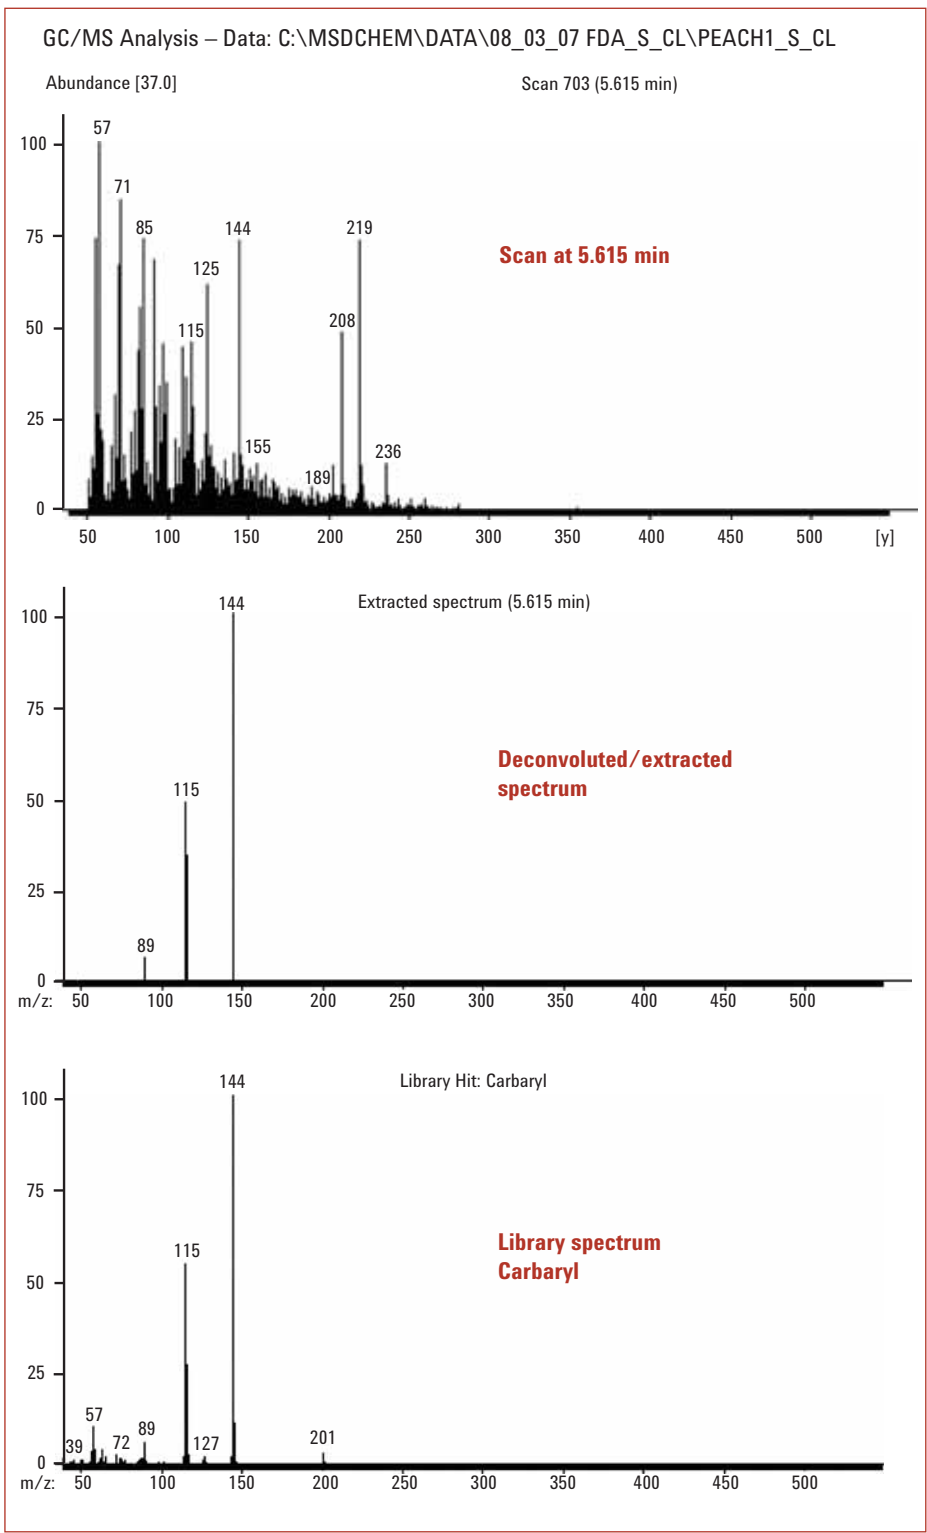 GC/MS Analysis – Data: C:\MSDCHEM\DATA\08_03_07 FDA_S_CL\PEACH1_S_CL
Abundance [37.0]
Scan 703 (5.615 min)
57
100
71
85
144
219
75
Scan at 5.615 min
125
208
50
115
25
155
236
189
0
50 100 150 200 250 300 350 400 450 500 [y]
144
Extracted spectrum (5.615 min)
100
75
Deconvoluted/extracted
spectrum
115
50
25
89
0
m/z: 50 100 150 200 250 300 350 400 450 500
144
Library Hit: Carbaryl
100
75
Library spectrum
Carbaryl
115
50
25
57
39
72
89
127
201
0
m/z: 50 100 150 200 250 300 350 400 450 500